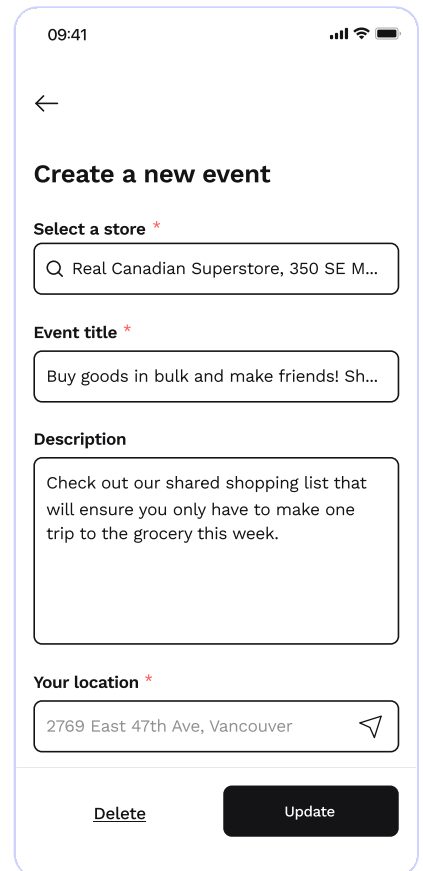 09:41
Create a new event
Select a store *
Real Canadian Superstore, 350 SE M...
Event title *
Buy goods in bulk and make friends! Sh...
Description
Check out our shared shopping list that
will ensure you only have to make one
trip to the grocery this week.
Your location *
2769 East 47th Ave, Vancouver
Delete
Update